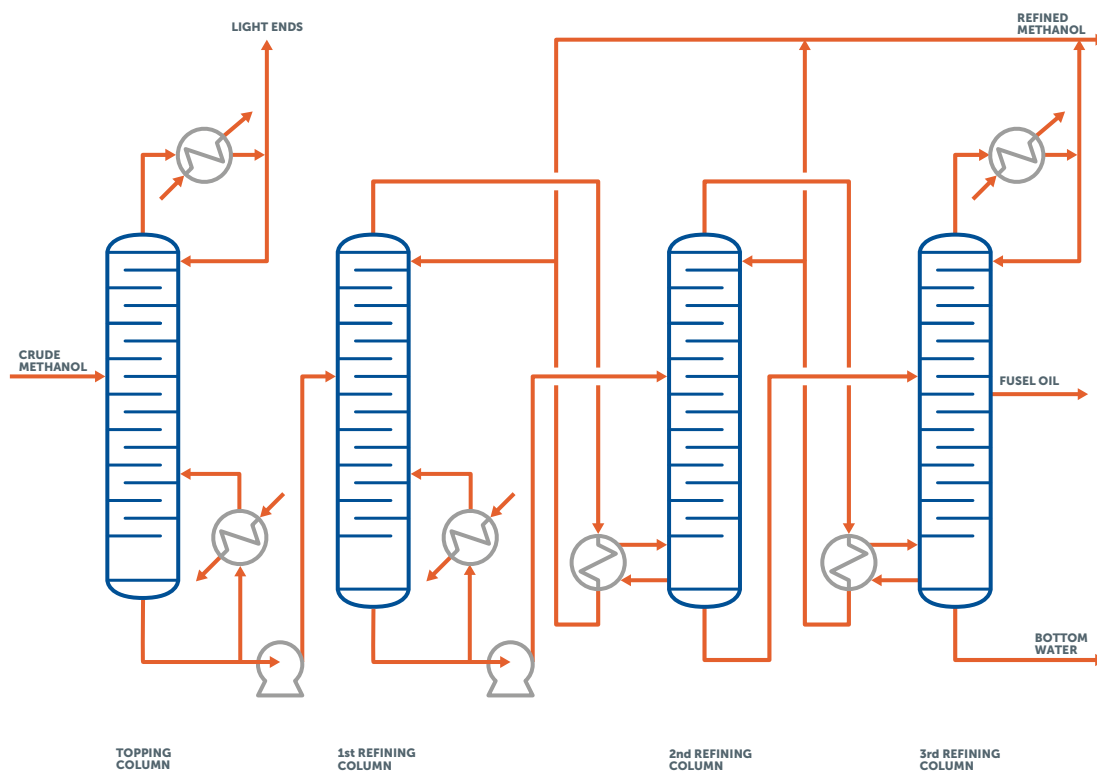 LIGHT ENDS
REFINED
METHANOL
CRUDE
METHANOL
FUSEL OIL
BOTTOM
WATER
TOPPING
COLUMN
1st REFINING
COLUMN
2nd REFINING
COLUMN
3rd REFINING
COLUMN